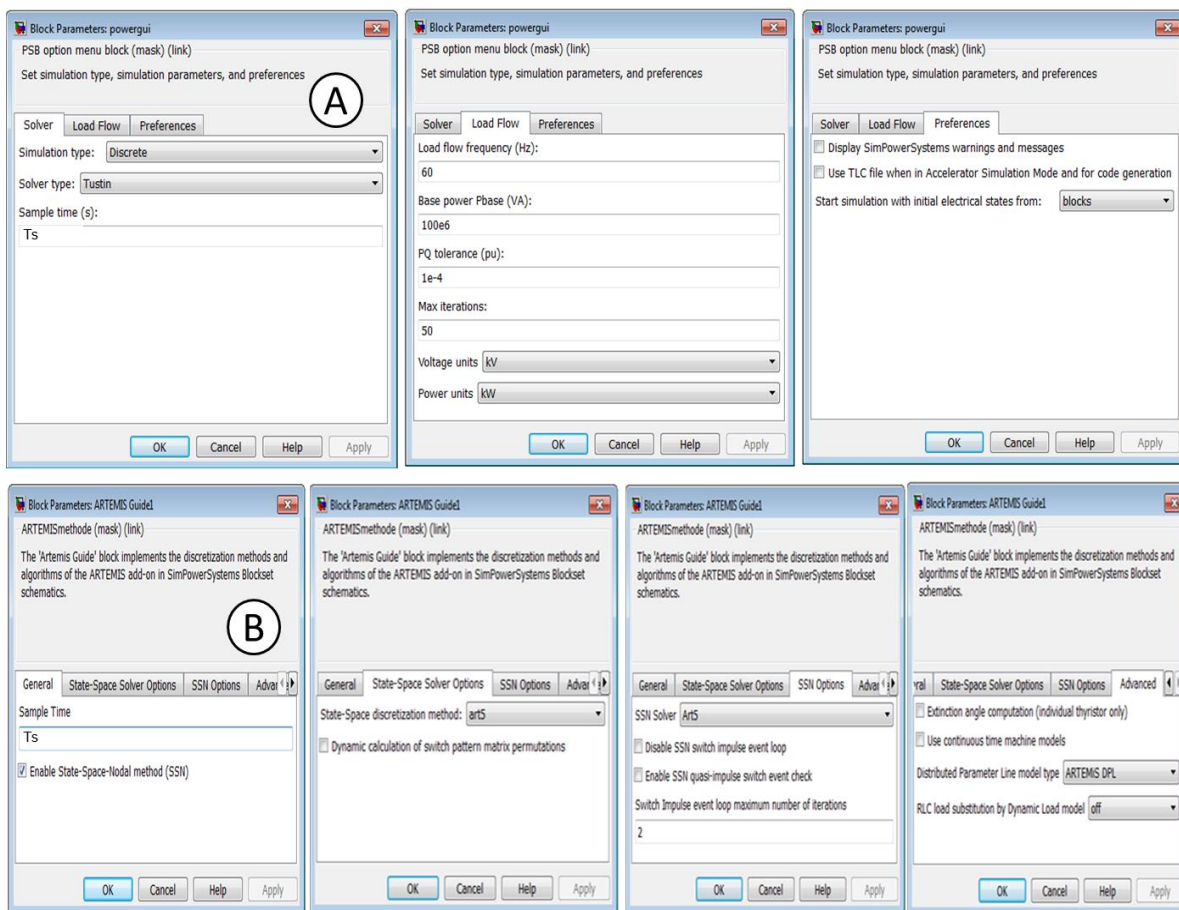 Block Parameters: powergui
PSB option menu block (mask) (link)
Set simulation type, simulation parameters, and preferences
A
Solver Load Flow Preferences
Simulation type: Discrete
Solver type: Tustin
Sample time (s):
Ts
OK Cancel Help Apply
Block Parameters: powergui
PSB option menu block (mask) (link)
Set simulation type, simulation parameters, and preferences
Solver Load Flow Preferences
Load flow frequency (Hz):
60
Base power Pbase (VA):
100e6
PQ tolerance (pu):
1e-4
Max iterations:
50
Voltage units kV
Power units kW
OK Cancel Help Apply
Block Parameters: powergui
PSB option menu block (mask) (link)
Set simulation type, simulation parameters, and preferences
Solver Load Flow Preferences
Display SimPowerSystems warnings and messages
Use TLC file when in Accelerator Simulation Mode and for code generation
Start simulation with initial electrical states from: blocks
OK Cancel Help Apply
Block Parameters: ARTEMIS Guide1
ARTEMISmethode (mask) (link)
The 'Artemis Guide' block implements the discretization methods and
algorithms of the ARTEMIS add-on in SimPowerSystems Blockset
schematics.
B
General State-Space Solver Options SSN Options Advar
Sample Time
Ts
Enable State-Space-Nodal method (SSN)
OK Cancel Help Apply
Block Parameters: ARTEMIS Guide1
ARTEMISmethode (mask) (link)
The 'Artemis Guide' block implements the discretization methods and
algorithms of the ARTEMIS add-on in SimPowerSystems Blockset
schematics.
General State-Space Solver Options SSN Options Advar
State-Space discretization method: art5
Dynamic calculation of switch pattern matrix permutations
OK Cancel Help Apply
Block Parameters: ARTEMIS Guide1
ARTEMISmethode (mask) (link)
The 'Artemis Guide' block implements the discretization methods and
algorithms of the ARTEMIS add-on in SimPowerSystems Blockset
schematics.
General State-Space Solver Options SSN Options Advar
SSN Solver Art5
Disable SSN switch impulse event loop
Enable SSN quasi-impulse switch event check
Switch Impulse event loop maximum number of iterations
2
OK Cancel Help Apply
Block Parameters: ARTEMIS Guide1
ARTEMISmethode (mask) (link)
The 'Artemis Guide' block implements the discretization methods and
algorithms of the ARTEMIS add-on in SimPowerSystems Blockset
schematics.
ral State-Space Solver Options SSN Options Advanced
Extinction angle computation (individual thyristor only)
Use continuous time machine models
Distributed Parameter Line model type ARTEMiS DPL
RLC load substitution by Dynamic Load model off
OK Cancel Help Apply